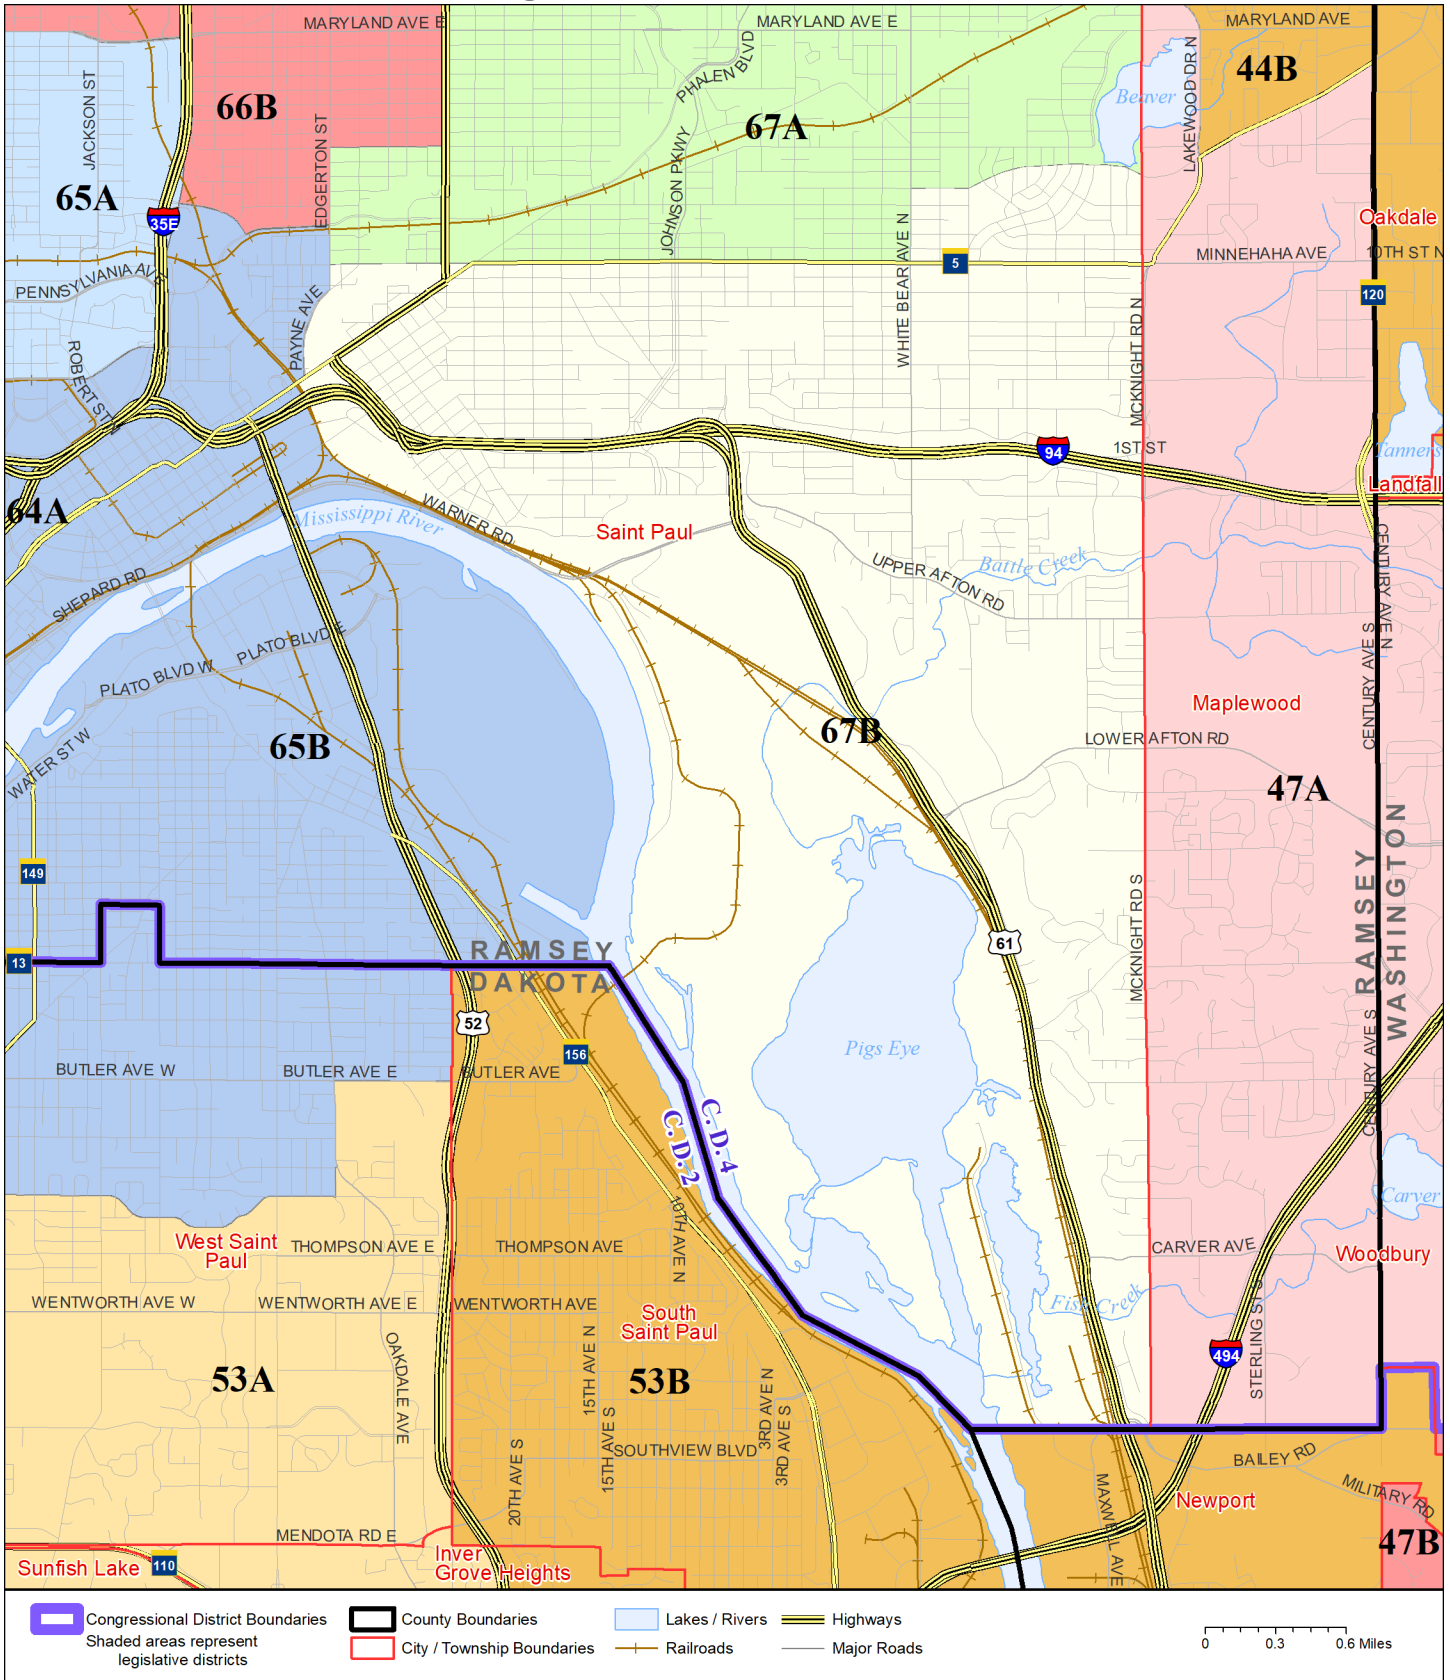 MARYLAND AVE E
MARYLAND AVE E
MARYLAND AVE
44B
66B
67A
PHALEN BLVD
Beaver
LAKEWOOD DR N
JACKSON ST
EDGERTON ST
JOHNSON PKWY
65A
35E
Oakdale
WHITE BEAR AVE N
5
MINNEHAHA AVE
10TH ST N
PENNSYLVANIA AVE
120
PAYNE AVE
MCKNIGHT RD N
ROBERT ST N
94
1ST ST
Tanners
Landfall
64A
Mississippi River
WARNER RD
Saint Paul
UPPER AFTON RD
Battle Creek
CENTURY AVE N
SHEPARD RD
PLATO BLVD E
PLATO BLVD W
CENTURY AVE S
Maplewood
67B
65B
LOWER AFTON RD
WATER ST W
47A
149
RAMSEY
WASHINGTON
MCKNIGHT RD S
61
13
RAMSEY
DAKOTA
52
156
CENTURY AVE S
CENTURY AVE S
Pigs Eye
BUTLER AVE W
BUTLER AVE E
BUTLER AVE
C. D. 4
C. D. 2
10TH AVE N
Carver
West Saint
Paul
THOMPSON AVE E
THOMPSON AVE
CARVER AVE
Woodbury
WENTWORTH AVE W
WENTWORTH AVE E
WENTWORTH AVE
Fish Creek
South
Saint Paul
STERLING ST S
494
OAKDALE AVE
15TH AVE N
53A
53B
3RD AVE N
3RD AVE S
15TH AVE S
SOUTHVIEW BLVD
20TH AVE S
BAILEY RD
MILITARY RD
MAXWELL AVE
Newport
47B
MENDOTA RD E
Sunfish Lake
110
Inver
Grove Heights
Congressional District Boundaries
Shaded areas represent
legislative districts
County Boundaries
City / Township Boundaries
Lakes / Rivers
Railroads
Highways
Major Roads
0 0.3 0.6 Miles